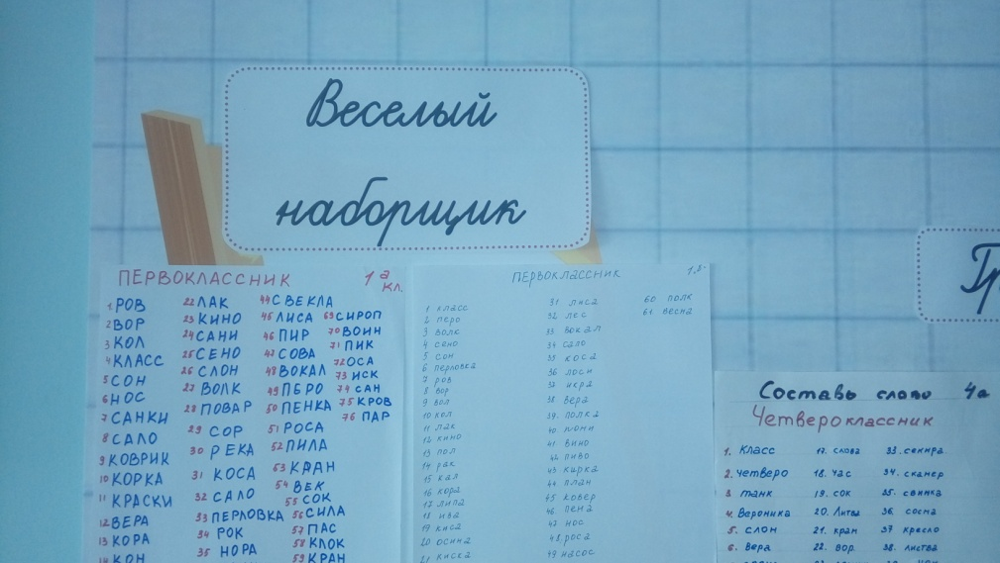 Веселый
наборщик
ПЕРВОКЛАССНИК 1 а кл.
1 РОВ
2 ВОР
3 КОЛ
4 КЛАСС
5 СОН
6 НОС
7 САНКИ
8 САЛО
9 КОВРИК
10 КОРКА
11 КРАСКИ
12 ВЕРА
13 КОРА
14 КОН
22 ЛАК
23 КИНО
24 САНИ
25 СЕНО
26 СЛОН
27 ВОЛК
28 ПОВАР
29 СОР
30 РЕКА
31 КОСА
32 САЛО
33 ПЕРЛОВКА
34 РОК
35 НОРА
44 СВЕКЛА
45 ЛИСА
46 ПИР
47 СОВА
48 ВОКАЛ
49 ПЕРО
50 ПЕНКА
51 РОСА
52 ПИЛА
53 КРАН
54 ВЕК
55 СОК
56 СИЛА
57 ПАС
58 КЛОК
59 КРАН
69 СИРОП
70 ВОИН
71 ПИК
72 ОСА
73 ИСК
74 САН
75 КРОВ
76 ПАР
ПЕРВОКЛАССНИК
1 класс
2 перо
3 волк
4 сено
5 сон
6 перловка
7 ров
8 вор
9 вол
10 кол
11 лак
12 кино
13 пол
14 рак
15 кал
16 кора
17 липа
18 ива
19 киса
20 осина
21 киска
31. лиса
32. лес
33. вокал
34 сало
35 коса
36 лоси
37 икра
38 вера
39. полка
40 пони
41 вино
42 пиво
43 кирка
44 план
45 ковер
46. пена
47 нос
48. роса
49 насос
60 полк
61. весна
Составь слово 4а
Четвероклассник
1. класс
2. четверо
3 танк
4. Вероника
5. слон
6. Вера
17. слова
18. час
19. сок
20. Литва
21. кран
22. вор
33. секира
34. сканер
35. свинка
36. сосна
37 кресло
38. листва